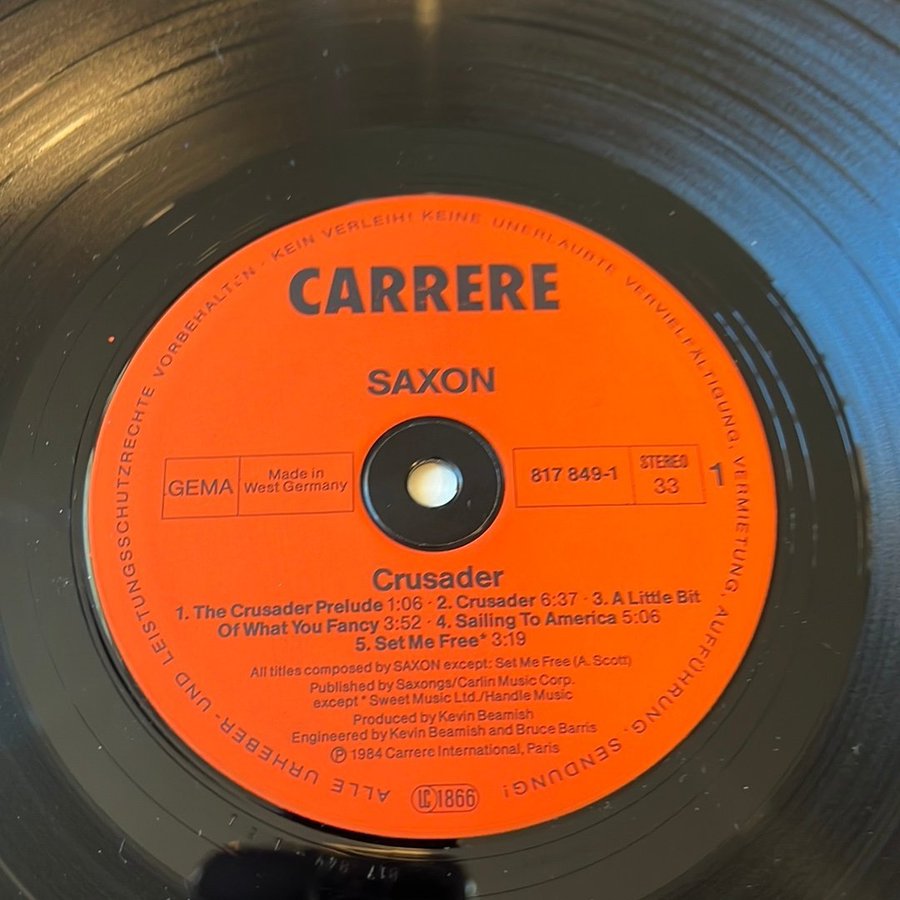 ALLE URHEBER- UND LEISTUNGSSCHUTZRECHTE VORBEHALTEN · KEIN VERLEIH! KEINE UNERLAUBTE VERVIELFÄLTIGUNG, VERMIETUNG, AUFFÜHRUNG, SENDUNG!
CARRERE
SAXON
GEMA
Made in
West Germany
817 849-1
STEREO
33
1
Crusader
1. The Crusader Prelude 1:06 · 2. Crusader 6:37 · 3. A Little Bit
Of What You Fancy 3:52 · 4. Sailing To America 5:06
5. Set Me Free* 3:19
All titles composed by SAXON except: Set Me Free (A. Scott)
Published by Saxongs/Carlin Music Corp.
except * Sweet Music Ltd./Handle Music
Produced by Kevin Beamish
Engineered by Kevin Beamish and Bruce Barris
℗ 1984 Carrere International, Paris
LC 1866